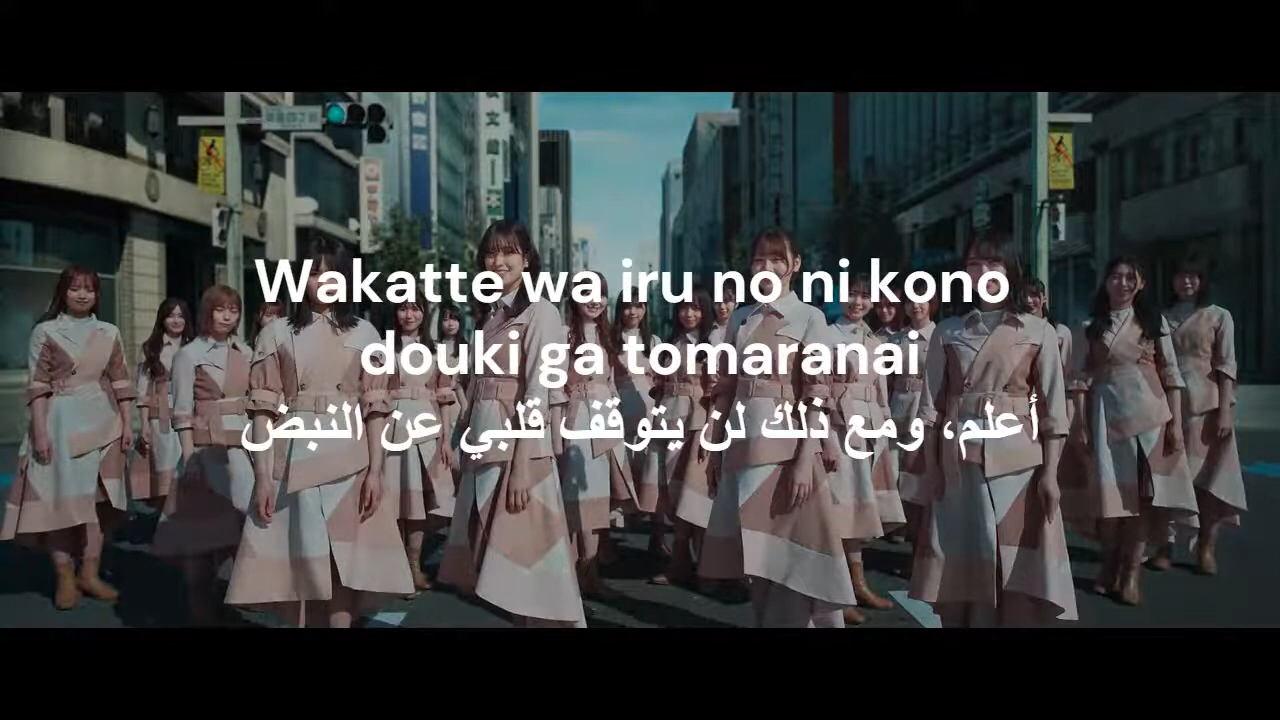 Wakatte wa iru no ni kono
douki ga tomaranai
أعلم، ومع ذلك لن يتوقف قلبي عن النبض